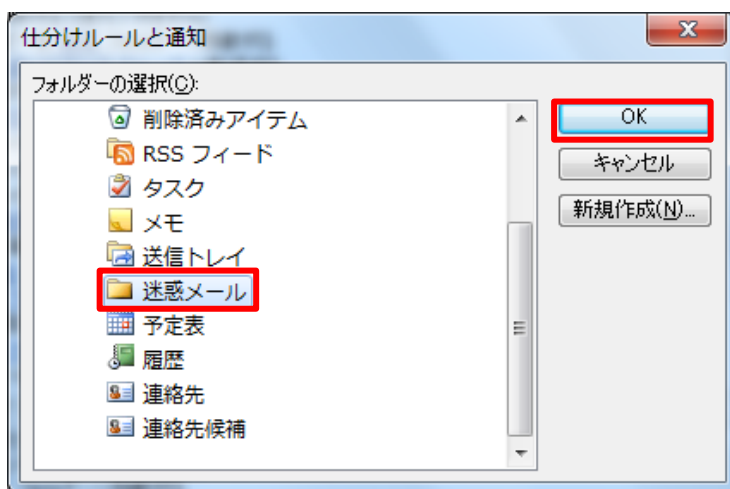 仕分けルールと通知
フォルダーの選択(C):
削除済みアイテム
RSS フィード
タスク
メモ
送信トレイ
迷惑メール
予定表
履歴
連絡先
連絡先候補
OK
キャンセル
新規作成(N)...